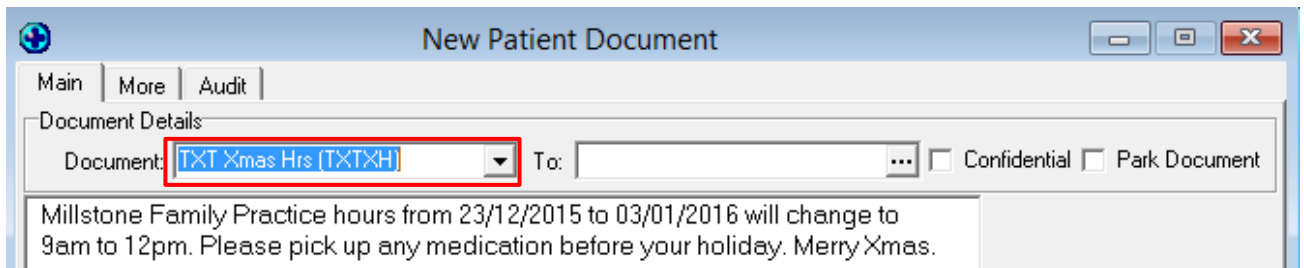 New Patient Document
Main More Audit
Document Details
Document: TXT Xmas Hrs (TXTXH) To: ... Confidential Park Document
Millstone Family Practice hours from 23/12/2015 to 03/01/2016 will change to
9am to 12pm. Please pick up any medication before your holiday. Merry Xmas.